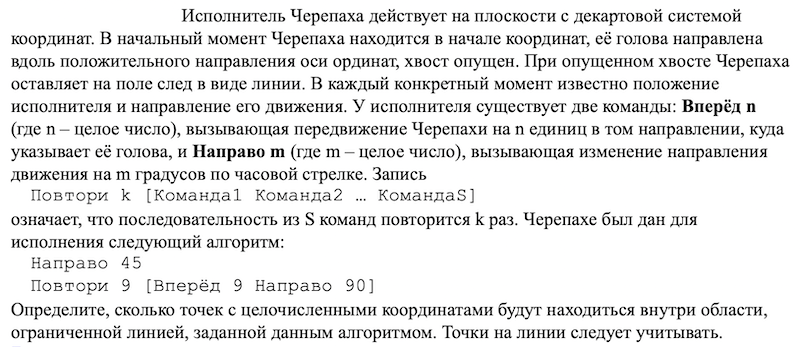 Исполнитель Черепаха действует на плоскости с декартовой системой
координат. В начальный момент Черепаха находится в начале координат, её голова направлена
вдоль положительного направления оси ординат, хвост опущен. При опущенном хвосте Черепаха
оставляет на поле след в виде линии. В каждый конкретный момент известно положение
исполнителя и направление его движения. У исполнителя существует две команды: Вперёд n
(где n – целое число), вызывающая передвижение Черепахи на n единиц в том направлении, куда
указывает её голова, и Направо m (где m – целое число), вызывающая изменение направления
движения на m градусов по часовой стрелке. Запись
Повтори k [Команда1 Команда2 … КомандаS]
означает, что последовательность из S команд повторится k раз. Черепахе был дан для
исполнения следующий алгоритм:
Направо 45
Повтори 9 [Вперёд 9 Направо 90]
Определите, сколько точек с целочисленными координатами будут находиться внутри области,
ограниченной линией, заданной данным алгоритмом. Точки на линии следует учитывать.